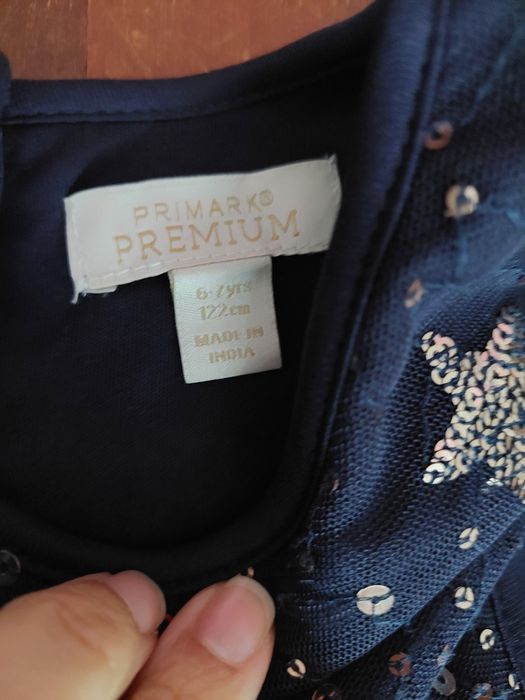 PRIMARK®
PREMIUM
6-7yrs
122cm
MADE IN
INDIA